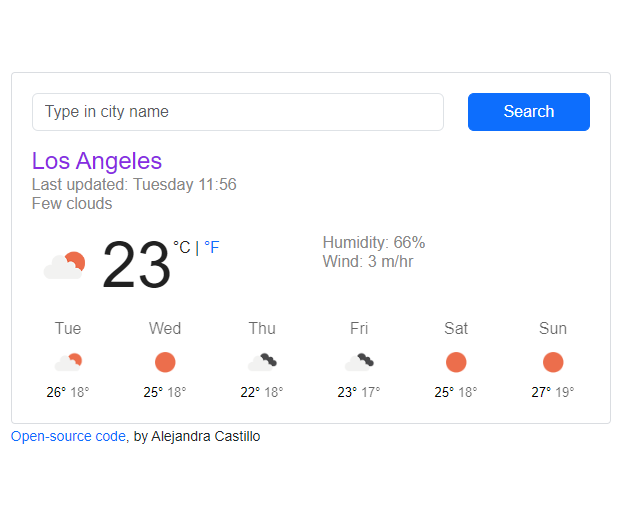 Type in city name Search
Los Angeles
Last updated: Tuesday 11:56
Few clouds
23 °C | °F
Humidity: 66%
Wind: 3 m/hr
Tue Wed Thu Fri Sat Sun
26° 18° 25° 18° 22° 18° 23° 17° 25° 18° 27° 19°
Open-source code, by Alejandra Castillo